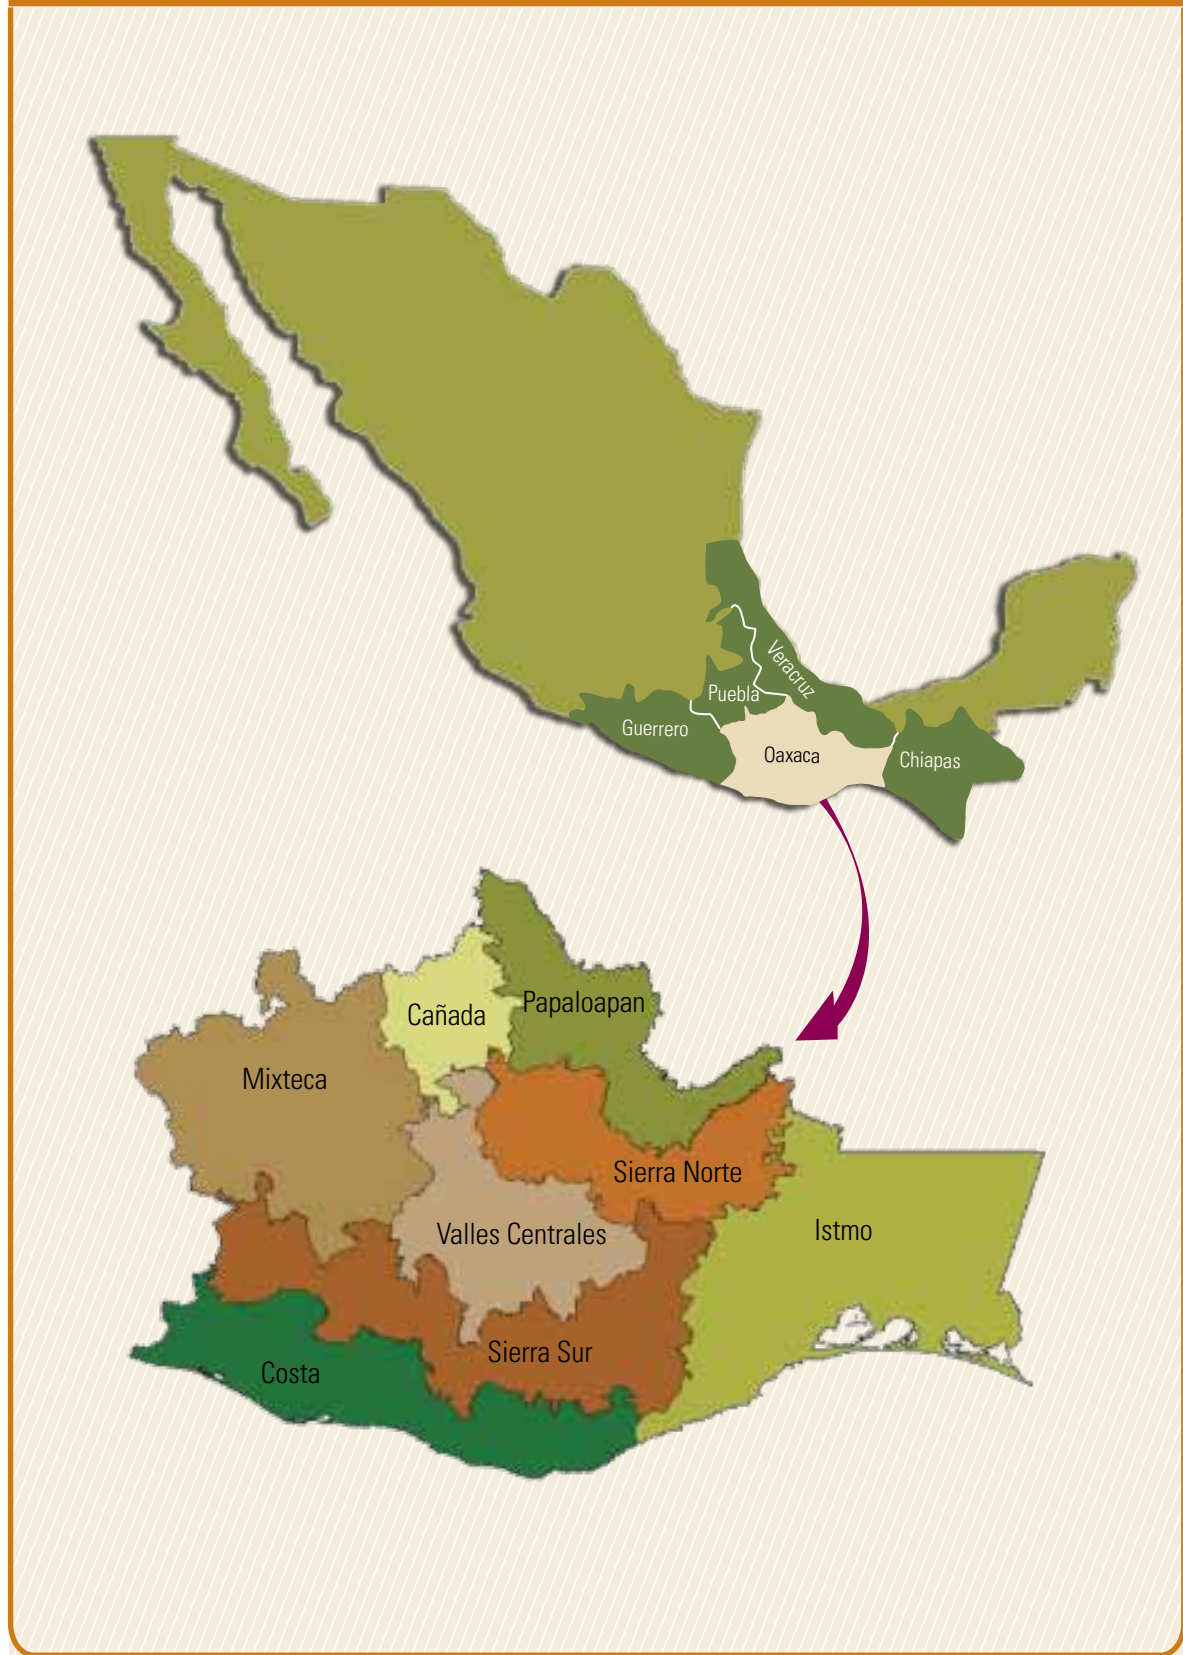 Veracruz
Puebla
Guerrero
Oaxaca
Chiapas
Papaloapan
Cañada
Mixteca
Sierra Norte
Istmo
Valles Centrales
Sierra Sur
Costa